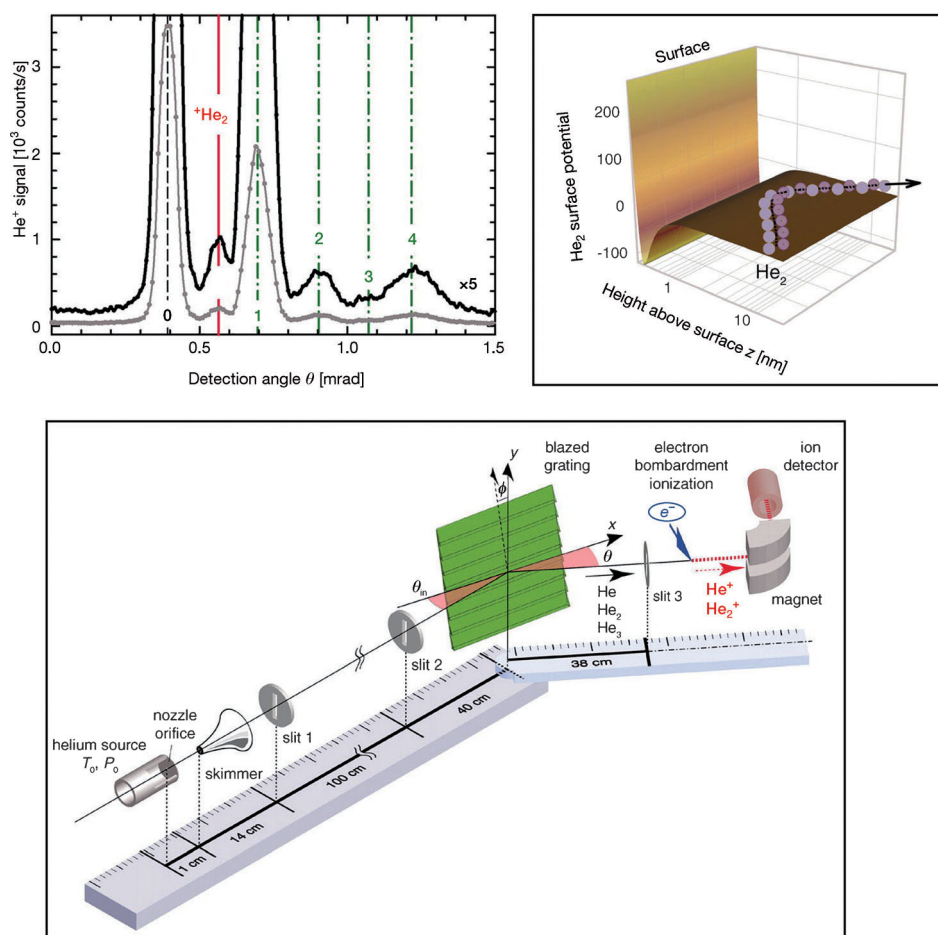 He⁺ signal [10³ counts/s]
3
2
1
0
⁺He₂
0
1
2
3
4
×5
0.0
0.5
1.0
1.5
Detection angle θ [mrad]
Surface
He₂ surface potential
200
100
0
-100
He₂
1
10
Height above surface z [nm]
blazed
grating
y
ϕ
x
θ
θin
electron
bombardment
ionization
e⁻
ion
detector
He
He₂
He₃
slit 3
He⁺
He₂⁺
magnet
38 cm
slit 2
40 cm
slit 1
100 cm
nozzle
orifice
helium source
T₀, P₀
skimmer
14 cm
1 cm